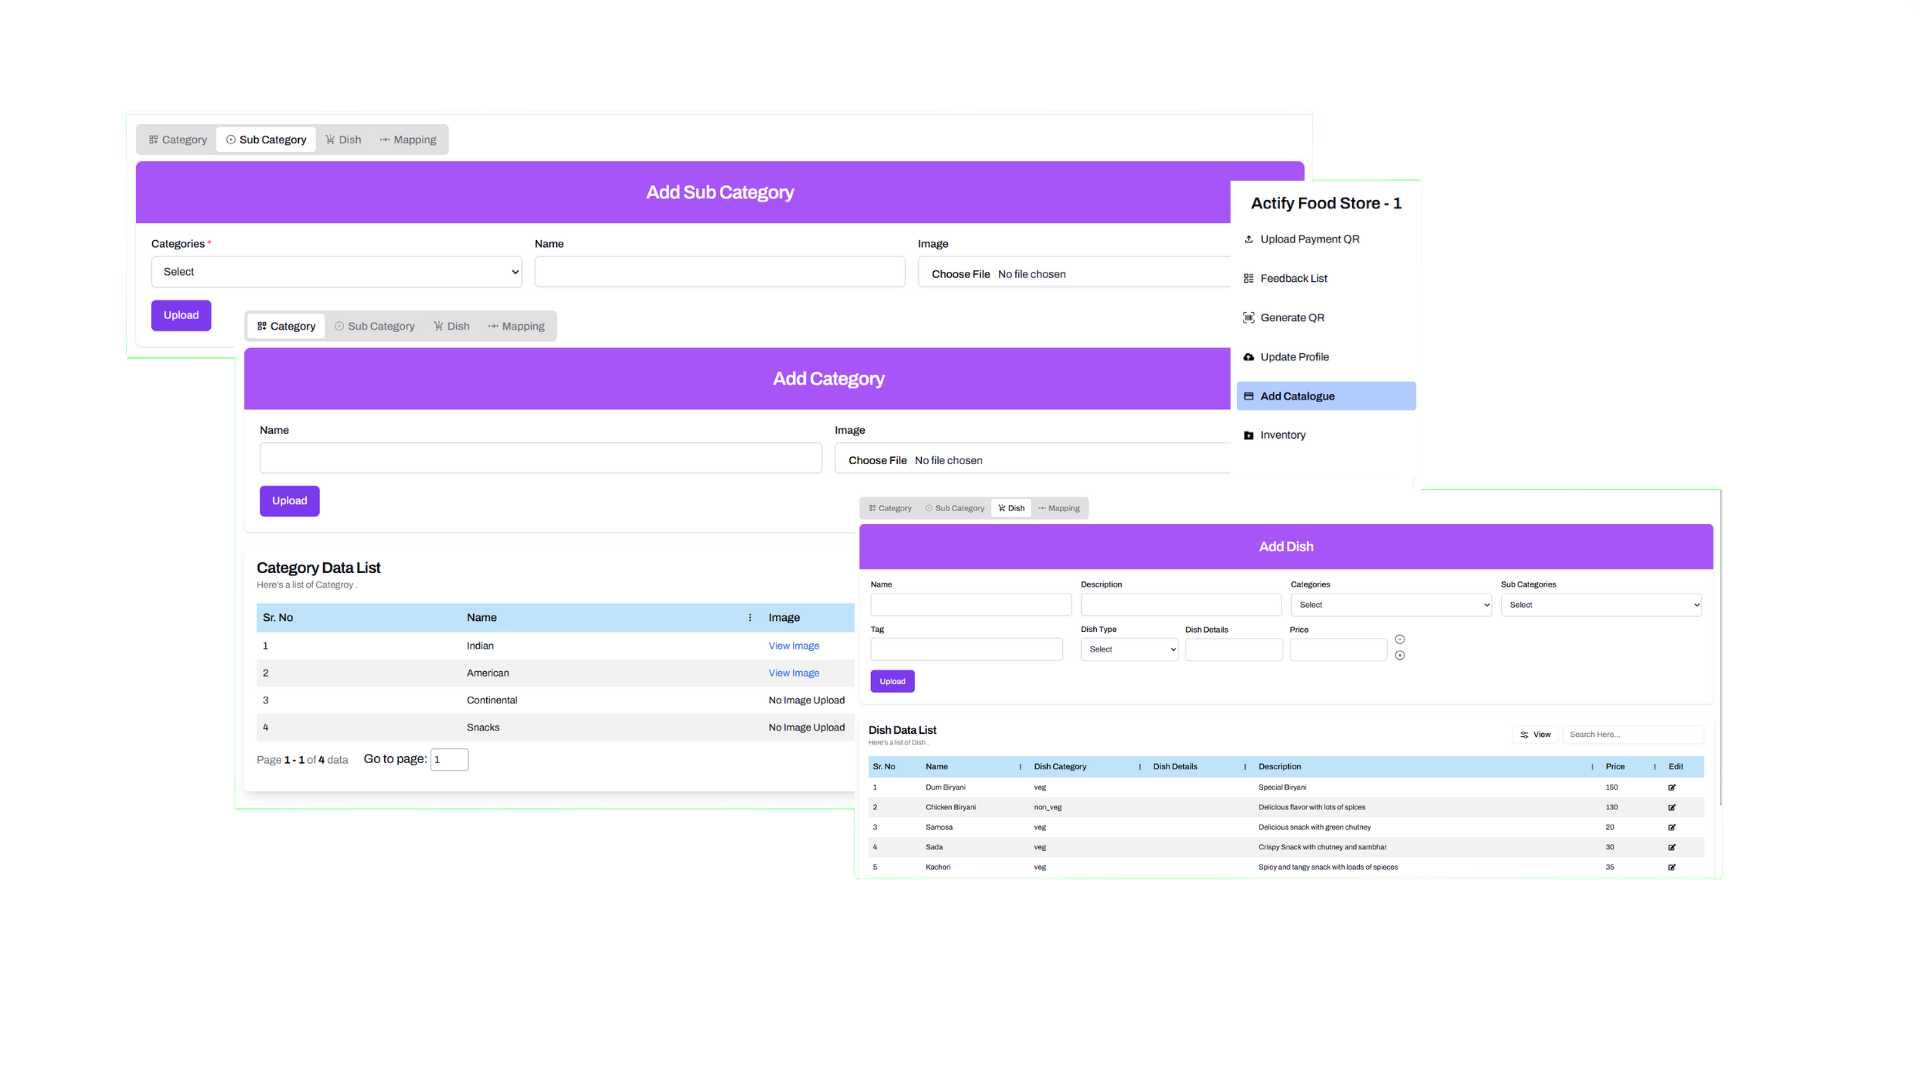 Category Sub Category Dish Mapping
Add Sub Category
Categories * Name Image
Select Choose File No file chosen
Upload
Actify Food Store - 1
Upload Payment QR
Feedback List
Generate QR
Update Profile
Add Catalogue
Inventory
Category Sub Category Dish Mapping
Add Category
Name Image
Choose File No file chosen
Upload
Category Data List
Here's a list of Categroy .
Sr. No Name Image
1 Indian View Image
2 American View Image
3 Continental No Image Upload
4 Snacks No Image Upload
Page 1 - 1 of 4 data Go to page: 1
Category Sub Category Dish Mapping
Add Dish
Name Description Categories Sub Categories
Select Select
Tag Dish Type Dish Details Price
Select
Upload
Dish Data List
Here's a list of Dish .
View Search Here...
Sr. No Name Dish Category Dish Details Description Price Edit
1 Dum Biryani veg Special Biryani 150
2 Chicken Biryani non_veg Delicious flavor with lots of spices 130
3 Samosa veg Delicious snack with green chutney 20
4 Sada veg Crispy Snack with chutney and sambhar 30
5 Kachori veg Spicy and tangy snack with loads of spieces 35